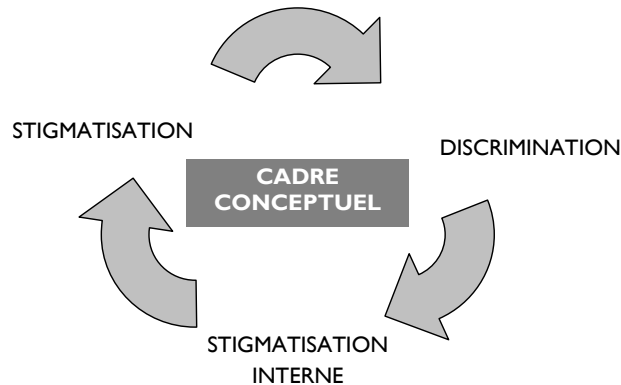 STIGMATISATION
DISCRIMINATION
CADRE
CONCEPTUEL
STIGMATISATION
INTERNE